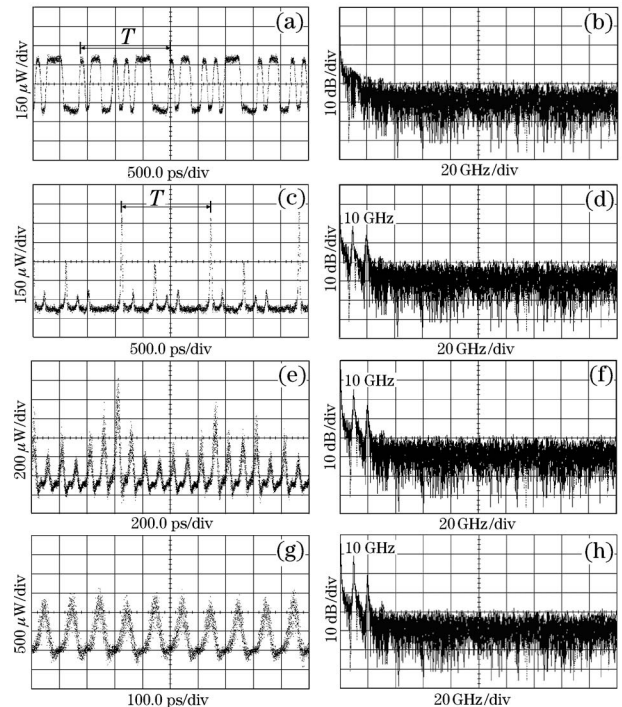 (a)
T
150 μW/div
500.0 ps/div
(b)
10 dB/div
20 GHz/div
(c)
T
150 μW/div
500.0 ps/div
(d)
10 GHz
10 dB/div
20 GHz/div
(e)
200 μW/div
200.0 ps/div
(f)
10 GHz
10 dB/div
20 GHz/div
(g)
500 μW/div
100.0 ps/div
(h)
10 GHz
10 dB/div
20 GHz/div